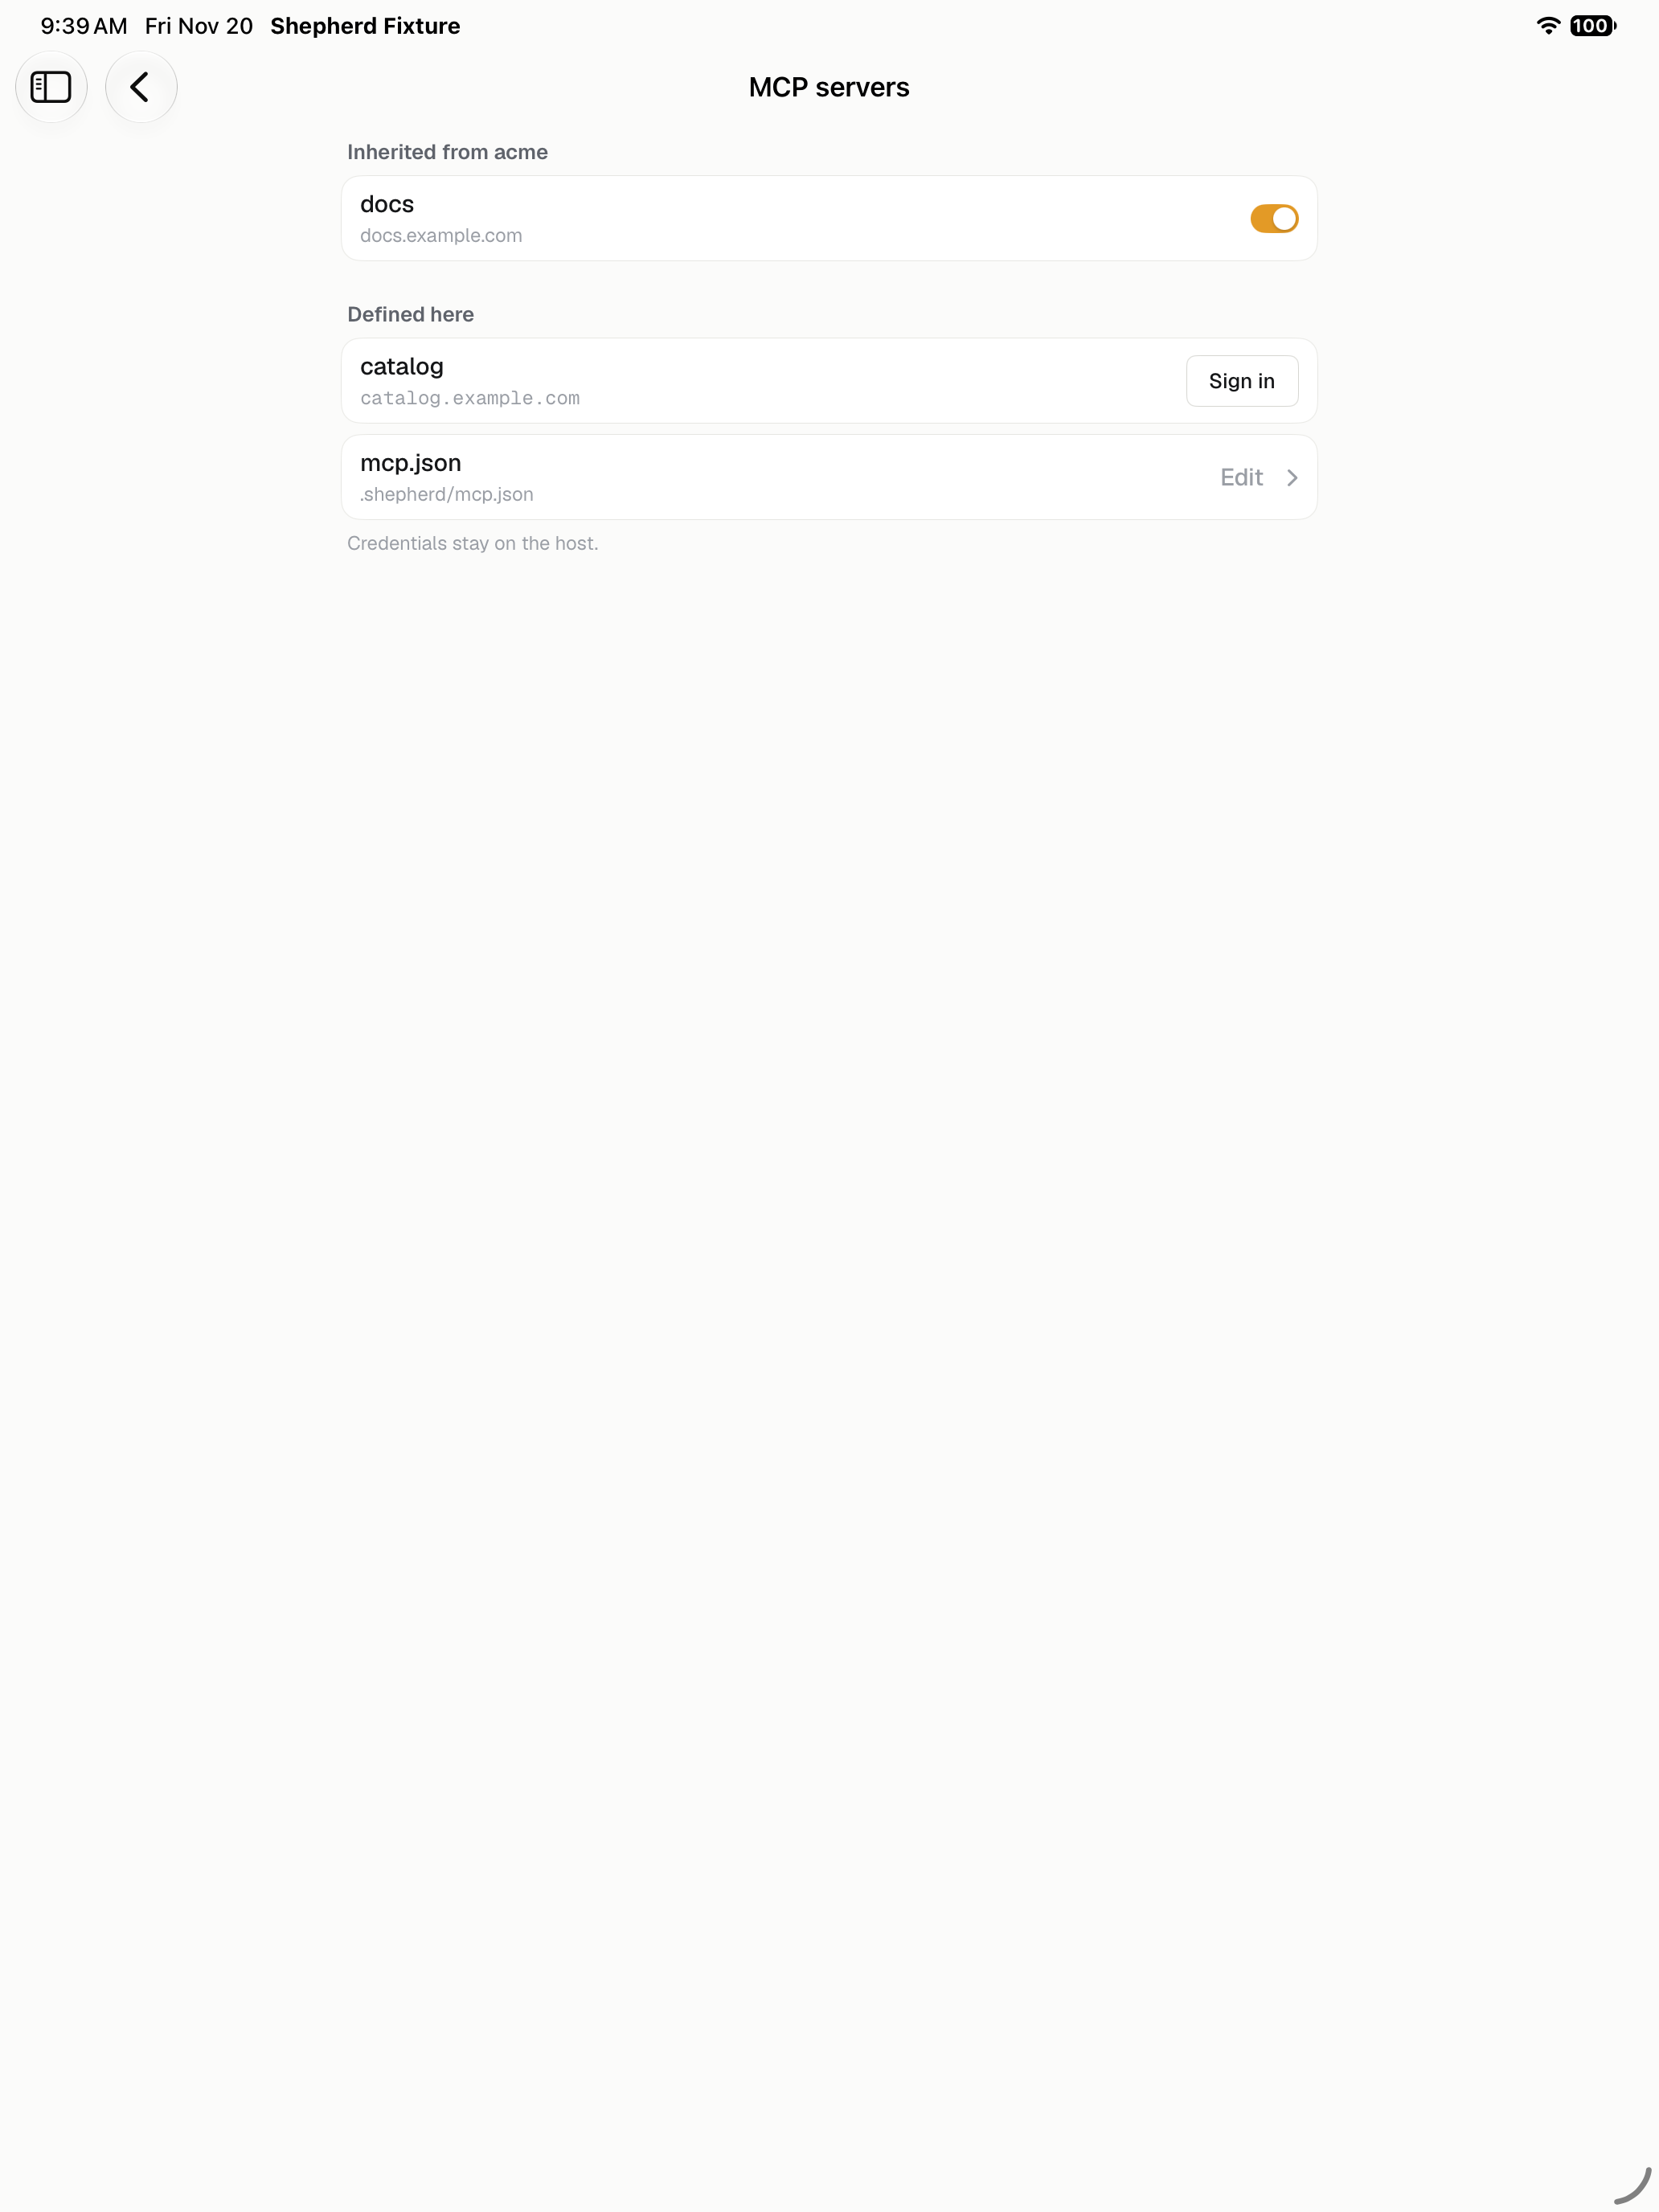 9:39 AM Fri Nov 20 Shepherd Fixture 100
MCP servers
Inherited from acme
docs
docs.example.com
Defined here
catalog
catalog.example.com
Sign in
mcp.json
.shepherd/mcp.json
Edit
Credentials stay on the host.